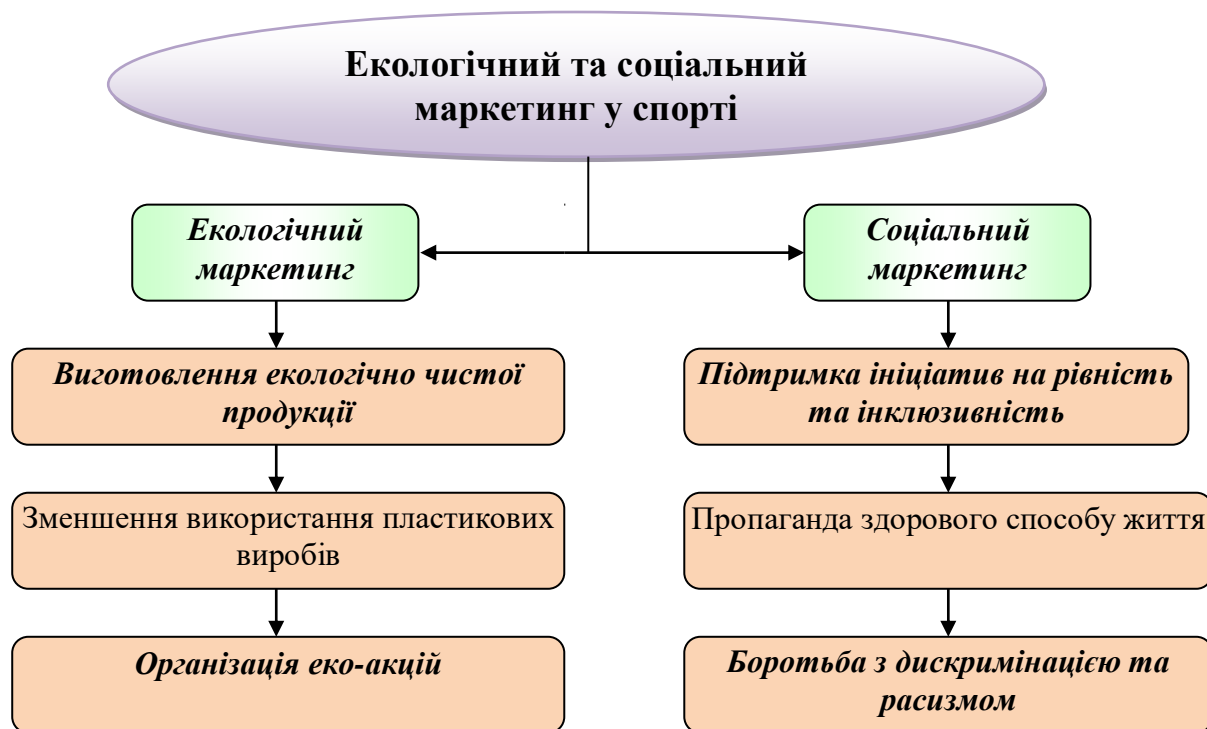 Екологічний та соціальний
маркетинг у спорті
Екологічний
маркетинг
Соціальний
маркетинг
Виготовлення екологічно чистої
продукції
Підтримка ініціатив на рівність
та інклюзивність
Зменшення використання пластикових
виробів
Пропаганда здорового способу життя
Організація еко-акцій
Боротьба з дискримінацією та
расизмом